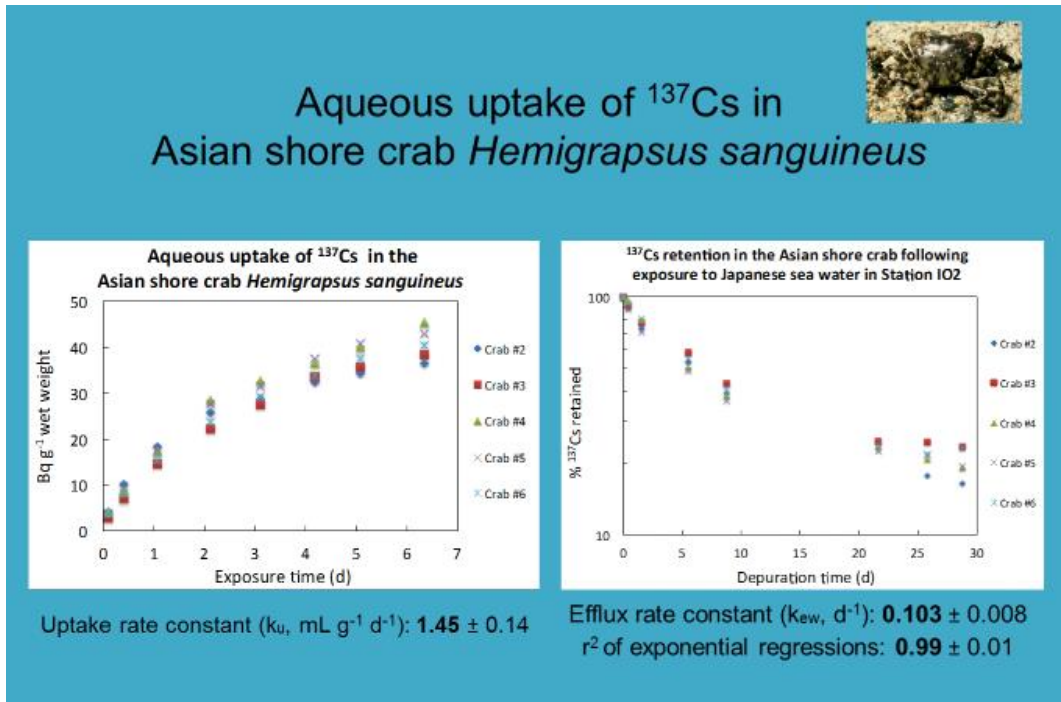 Aqueous uptake of ¹³⁷Cs in
Asian shore crab Hemigrapsus sanguineus
Aqueous uptake of ¹³⁷Cs in the
Asian shore crab Hemigrapsus sanguineus
50
40
30
20
10
0
Bq g⁻¹ wet weight
0 1 2 3 4 5 6 7
Exposure time (d)
Crab #2
Crab #3
Crab #4
Crab #5
Crab #6
Uptake rate constant (kᵤ, mL g⁻¹ d⁻¹): 1.45 ± 0.14
¹³⁷Cs retention in the Asian shore crab following
exposure to Japanese sea water in Station IO2
100
10
% ¹³⁷Cs retained
0 5 10 15 20 25 30
Depuration time (d)
Crab #2
Crab #3
Crab #4
Crab #5
Crab #6
Efflux rate constant (kew, d⁻¹): 0.103 ± 0.008
r² of exponential regressions: 0.99 ± 0.01